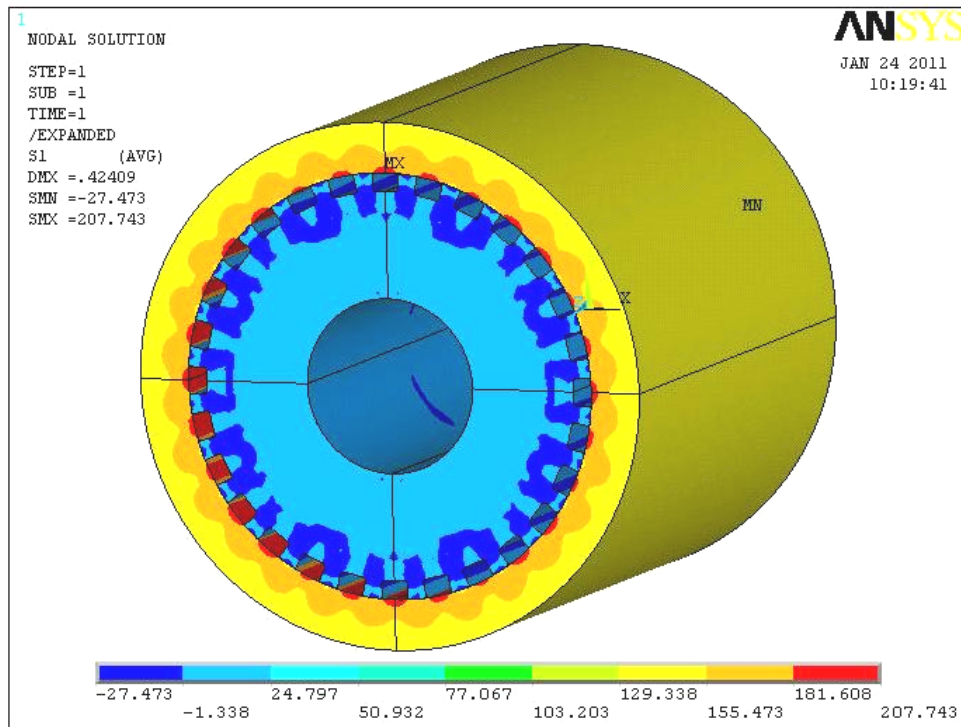 1
NODAL SOLUTION
STEP=1
SUB =1
TIME=1
/EXPANDED
S1 (AVG)
DMX =.42409
SMN =-27.473
SMX =207.743
ANSYS
JAN 24 2011
10:19:41
MX
MN
X
-27.473 24.797 77.067 129.338 181.608
-1.338 50.932 103.203 155.473 207.743